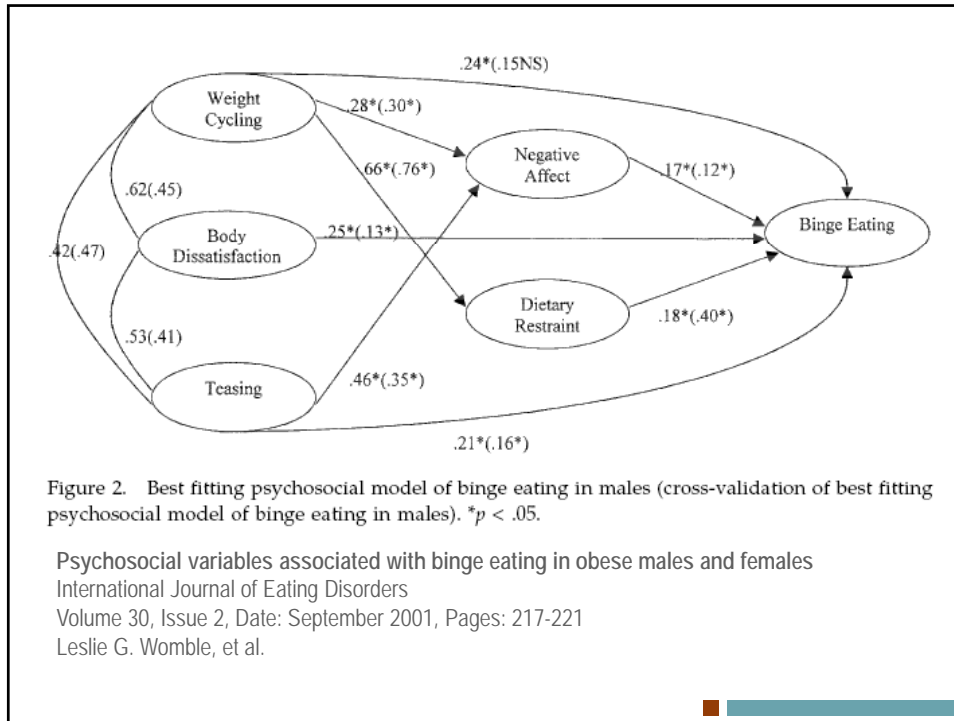 .24*(.15NS)
Weight
Cycling
.28*(.30*)
Negative
Affect
.66*(.76*)
.17*(.12*)
.62(.45)
Binge Eating
Body
Dissatisfaction
.25*(.13*)
.42(.47)
Dietary
Restraint
.18*(.40*)
.53(.41)
Teasing
.46*(.35*)
.21*(.16*)
Figure 2. Best fitting psychosocial model of binge eating in males (cross-validation of best fitting
psychosocial model of binge eating in males). *p < .05.
Psychosocial variables associated with binge eating in obese males and females
International Journal of Eating Disorders
Volume 30, Issue 2, Date: September 2001, Pages: 217-221
Leslie G. Womble, et al.